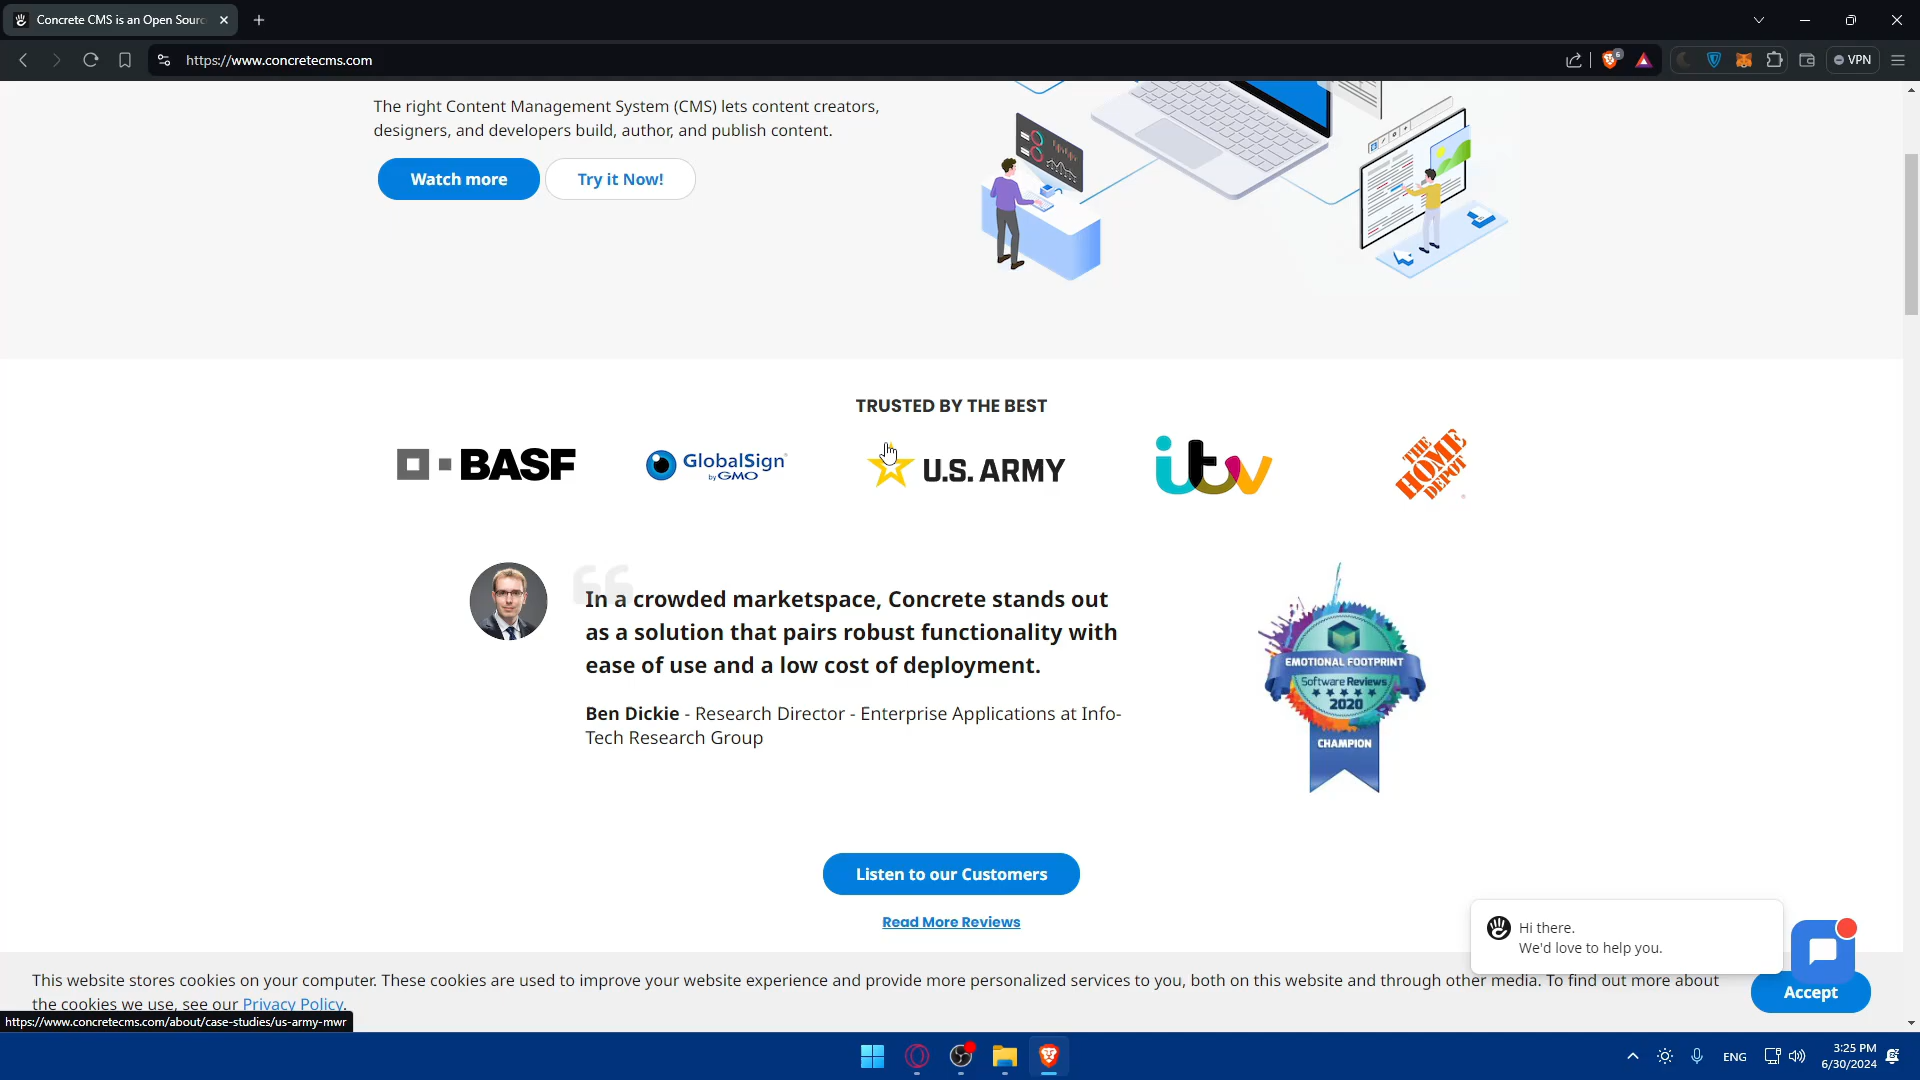 Concrete CMS is an Open Sourc
https://www.concretecms.com
6
VPN
The right Content Management System (CMS) lets content creators,
designers, and developers build, author, and publish content.
Watch more
Try it Now!
TRUSTED BY THE BEST
BASF
GlobalSign
by GMO
U.S. ARMY
itv
THE
HOME
DEPOT
In a crowded marketspace, Concrete stands out
as a solution that pairs robust functionality with
ease of use and a low cost of deployment.
Ben Dickie - Research Director - Enterprise Applications at Info-
Tech Research Group
EMOTIONAL FOOTPRINT
Software Reviews
2020
CHAMPION
Listen to our Customers
Read More Reviews
Hi there.
We'd love to help you.
This website stores cookies on your computer. These cookies are used to improve your website experience and provide more personalized services to you, both on this website and through other media. To find out more about
the cookies we use, see our Privacy Policy.
Accept
https://www.concretecms.com/about/case-studies/us-army-mwr
ENG
3:25 PM
6/30/2024